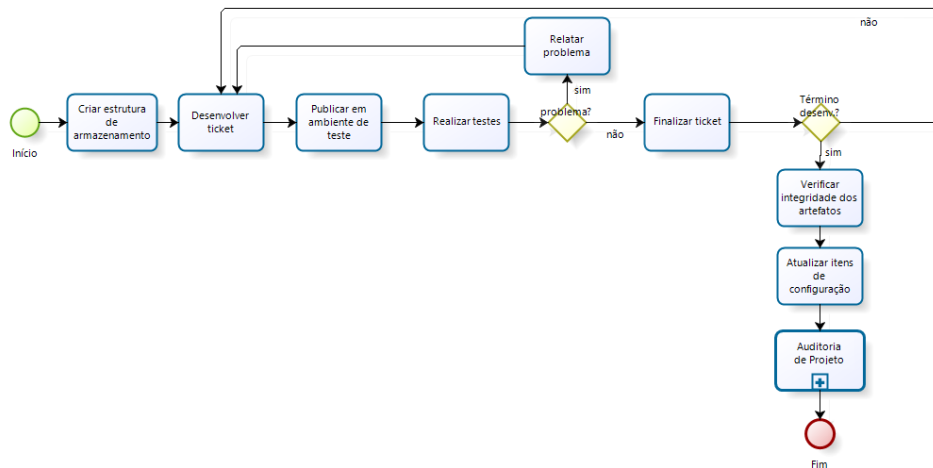 não
Relatar
problema
sim
problema?
não
Início
Criar estrutura
de
armazenamento
Desenvolver
ticket
Publicar em
ambiente de
teste
Realizar testes
Finalizar ticket
Término
desenv.?
sim
Verificar
integridade dos
artefatos
Atualizar itens
de
configuração
Auditoria
de Projeto
Fim